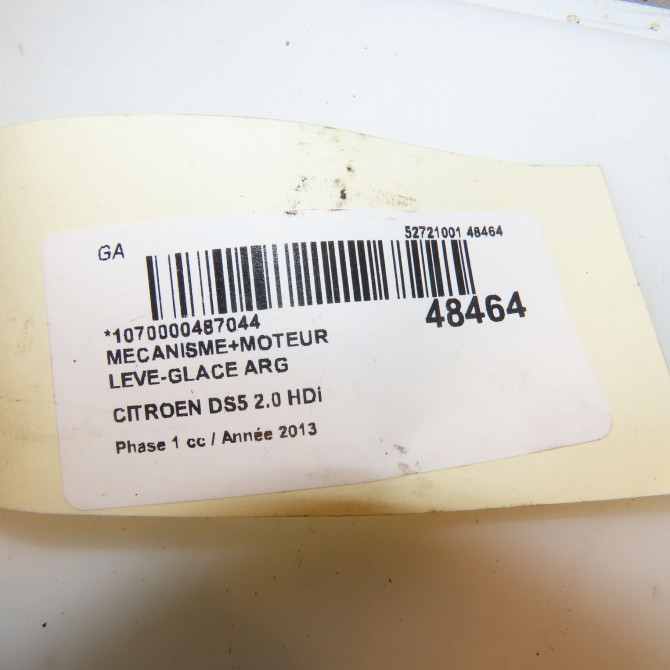 GA
52721001 48464
*1070000487044
48464
MECANISME+MOTEUR
LEVE-GLACE ARG
CITROEN DS5 2.0 HDi
Phase 1 cc / Année 2013